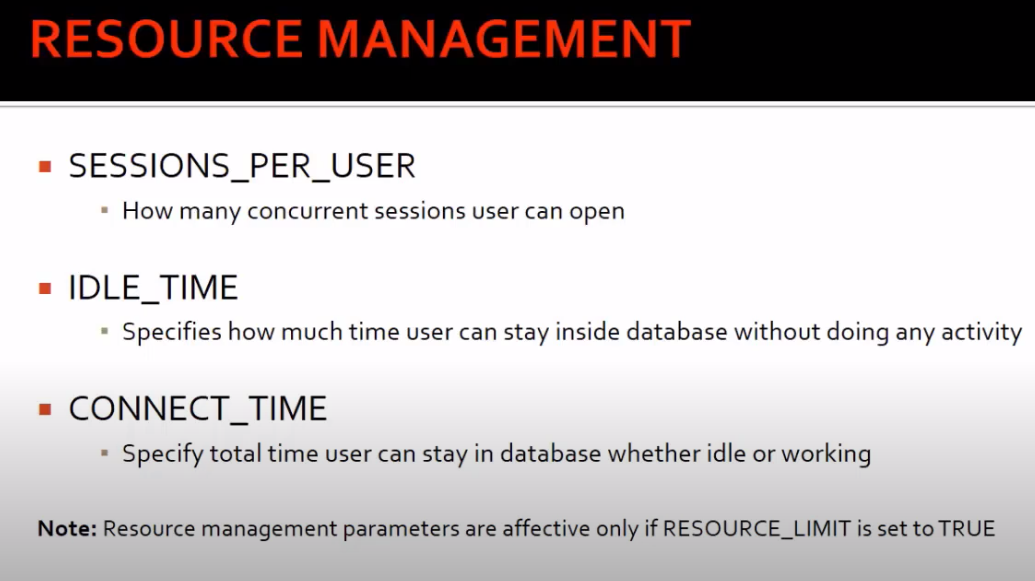 RESOURCE MANAGEMENT
SESSIONS_PER_USER
How many concurrent sessions user can open
IDLE_TIME
Specifies how much time user can stay inside database without doing any activity
CONNECT_TIME
Specify total time user can stay in database whether idle or working
Note: Resource management parameters are affective only if RESOURCE_LIMIT is set to TRUE